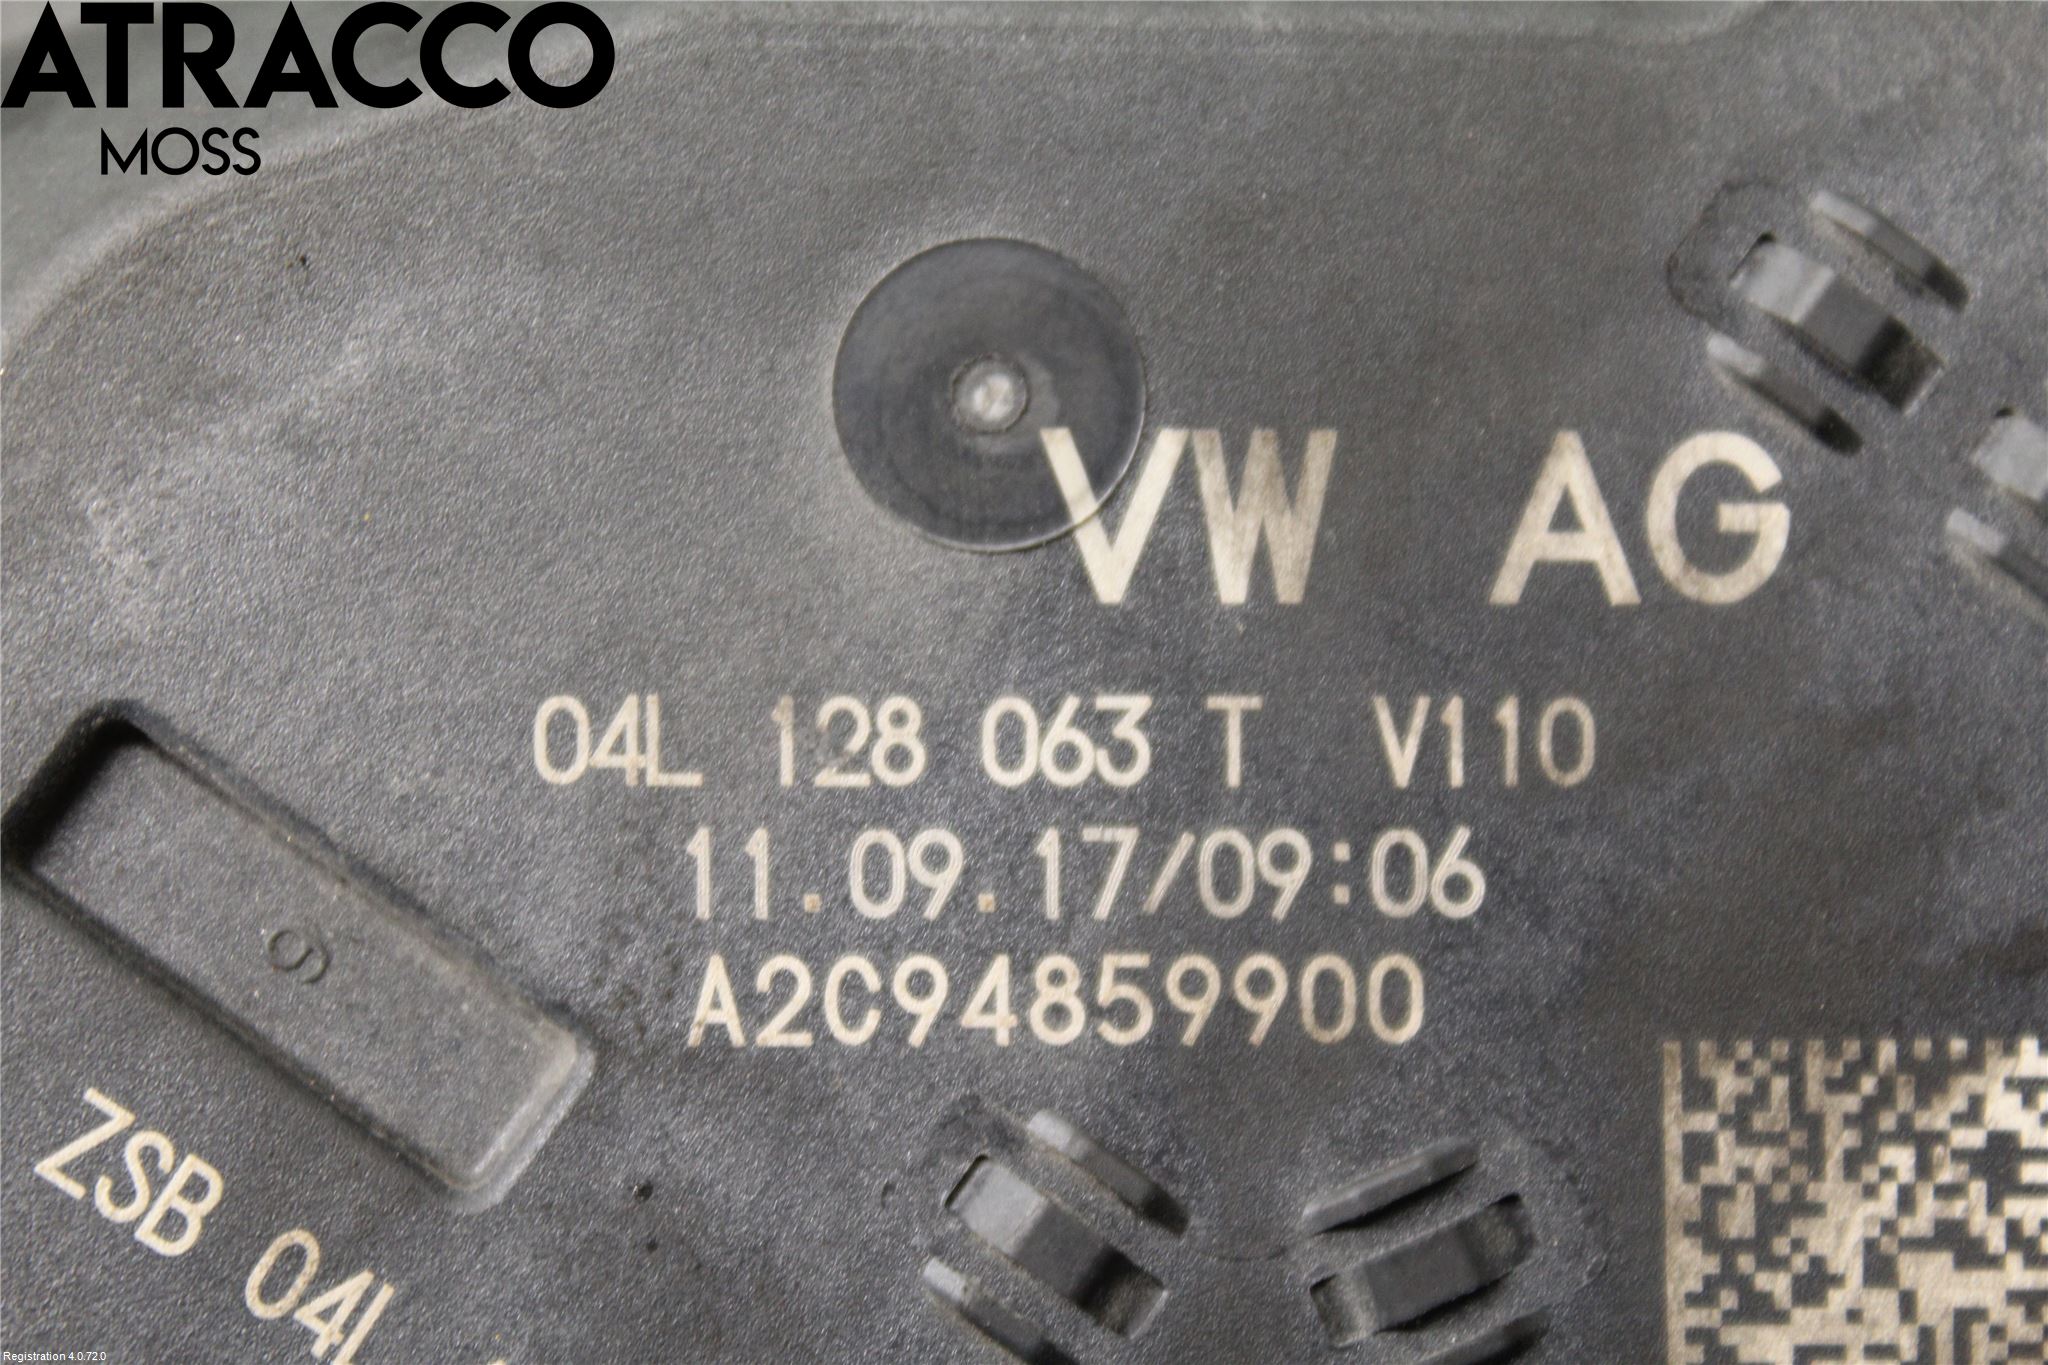 ATRACCO
MOSS
VW AG
04L 128 063 T V110
11.09.17/09:06
A2C94859900
9
ZSB 04L
Registration 4.0.72.0